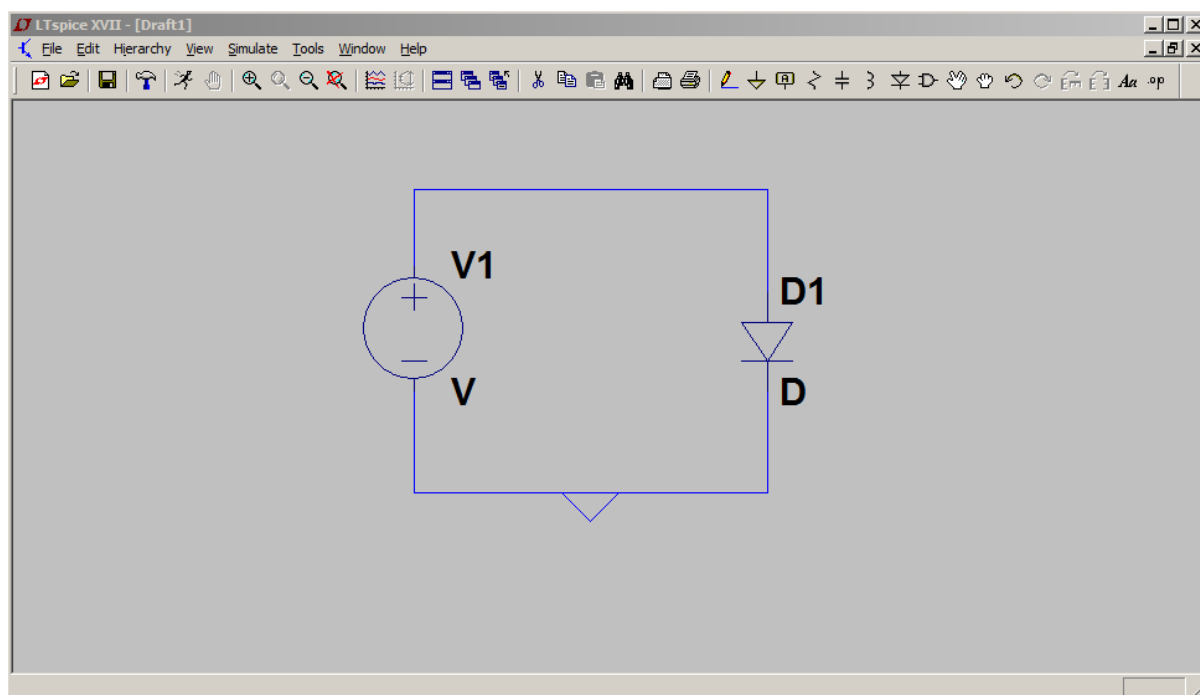 LTspice XVII - [Draft1]
File Edit Hierarchy View Simulate Tools Window Help
Aa .op
V1
D1
V
D